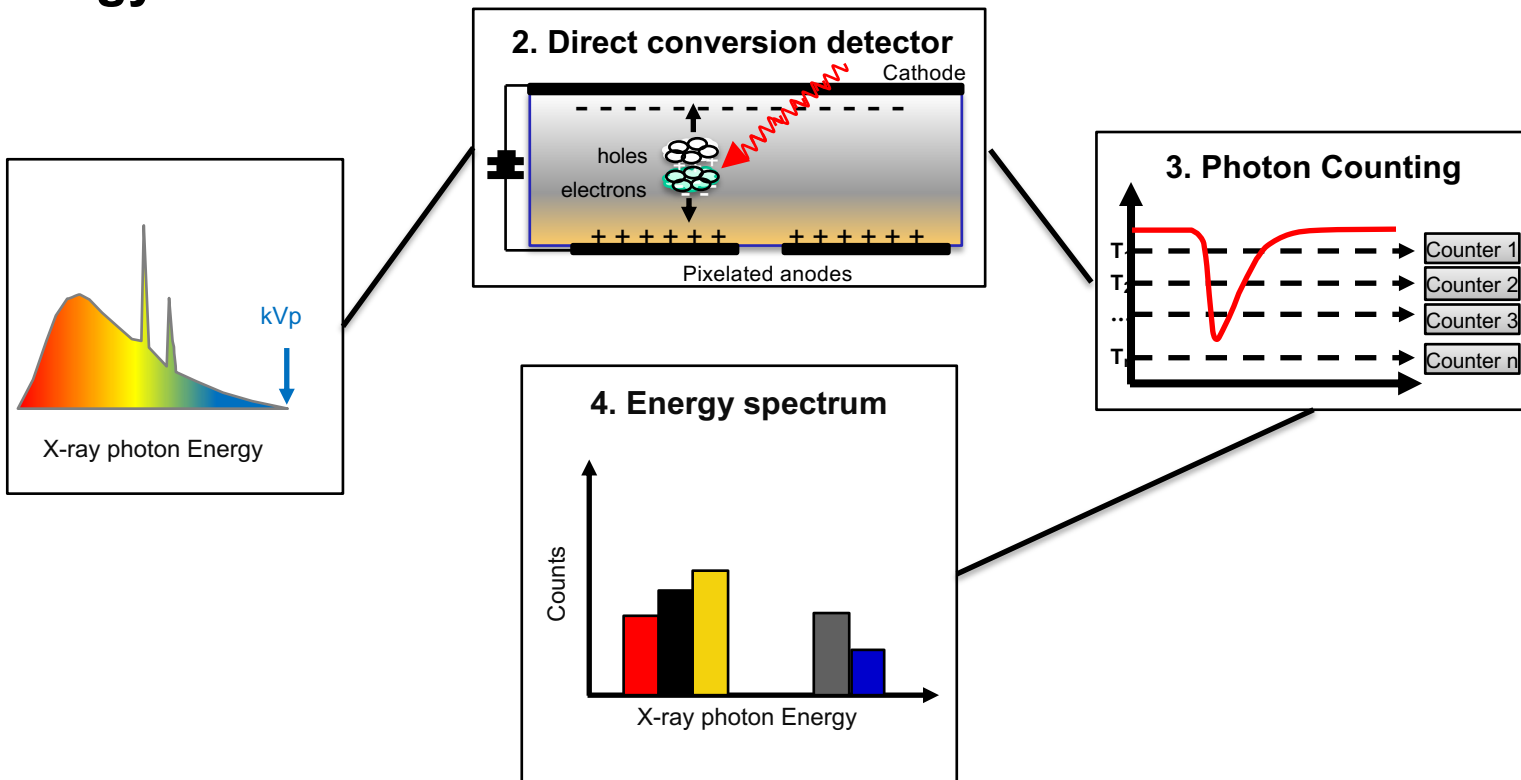 2. Direct conversion detector
Cathode
holes
electrons
+ + + + + +
+ + + + + +
Pixelated anodes
kVp
X-ray photon Energy
3. Photon Counting
Counter 1
T2
Counter 2
...
Counter 3
Counter n
4. Energy spectrum
Counts
X-ray photon Energy